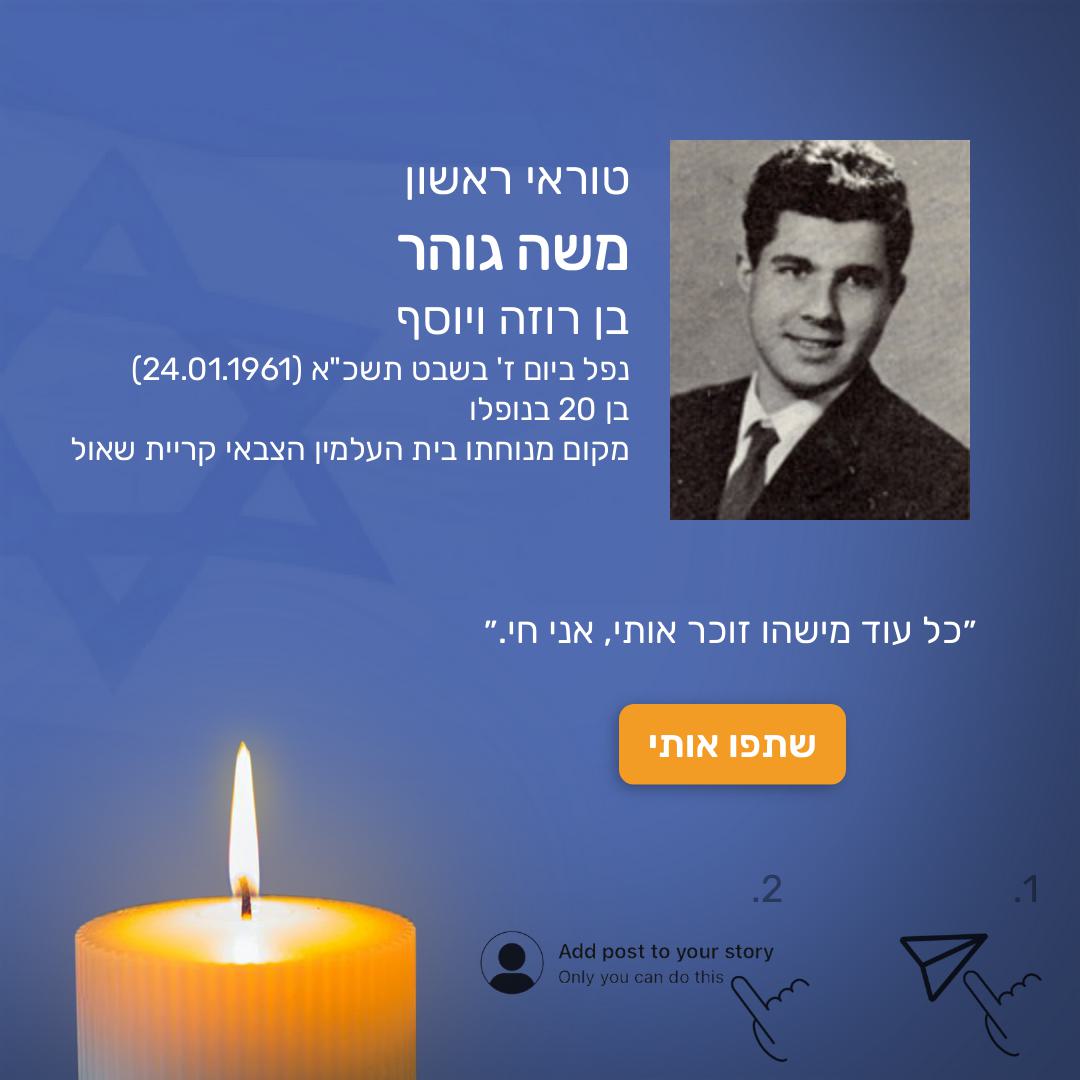 טוראי ראשון
משה גוהר
בן רוזה ויוסף
נפל ביום ז' בשבט תשכ"א (24.01.1961)
בן 20 בנופלו
מקום מנוחתו בית העלמין הצבאי קריית שאול
״כל עוד מישהו זוכר אותי, אני חי.״
שתפו אותי
.1
.2
Add post to your story
Only you can do this